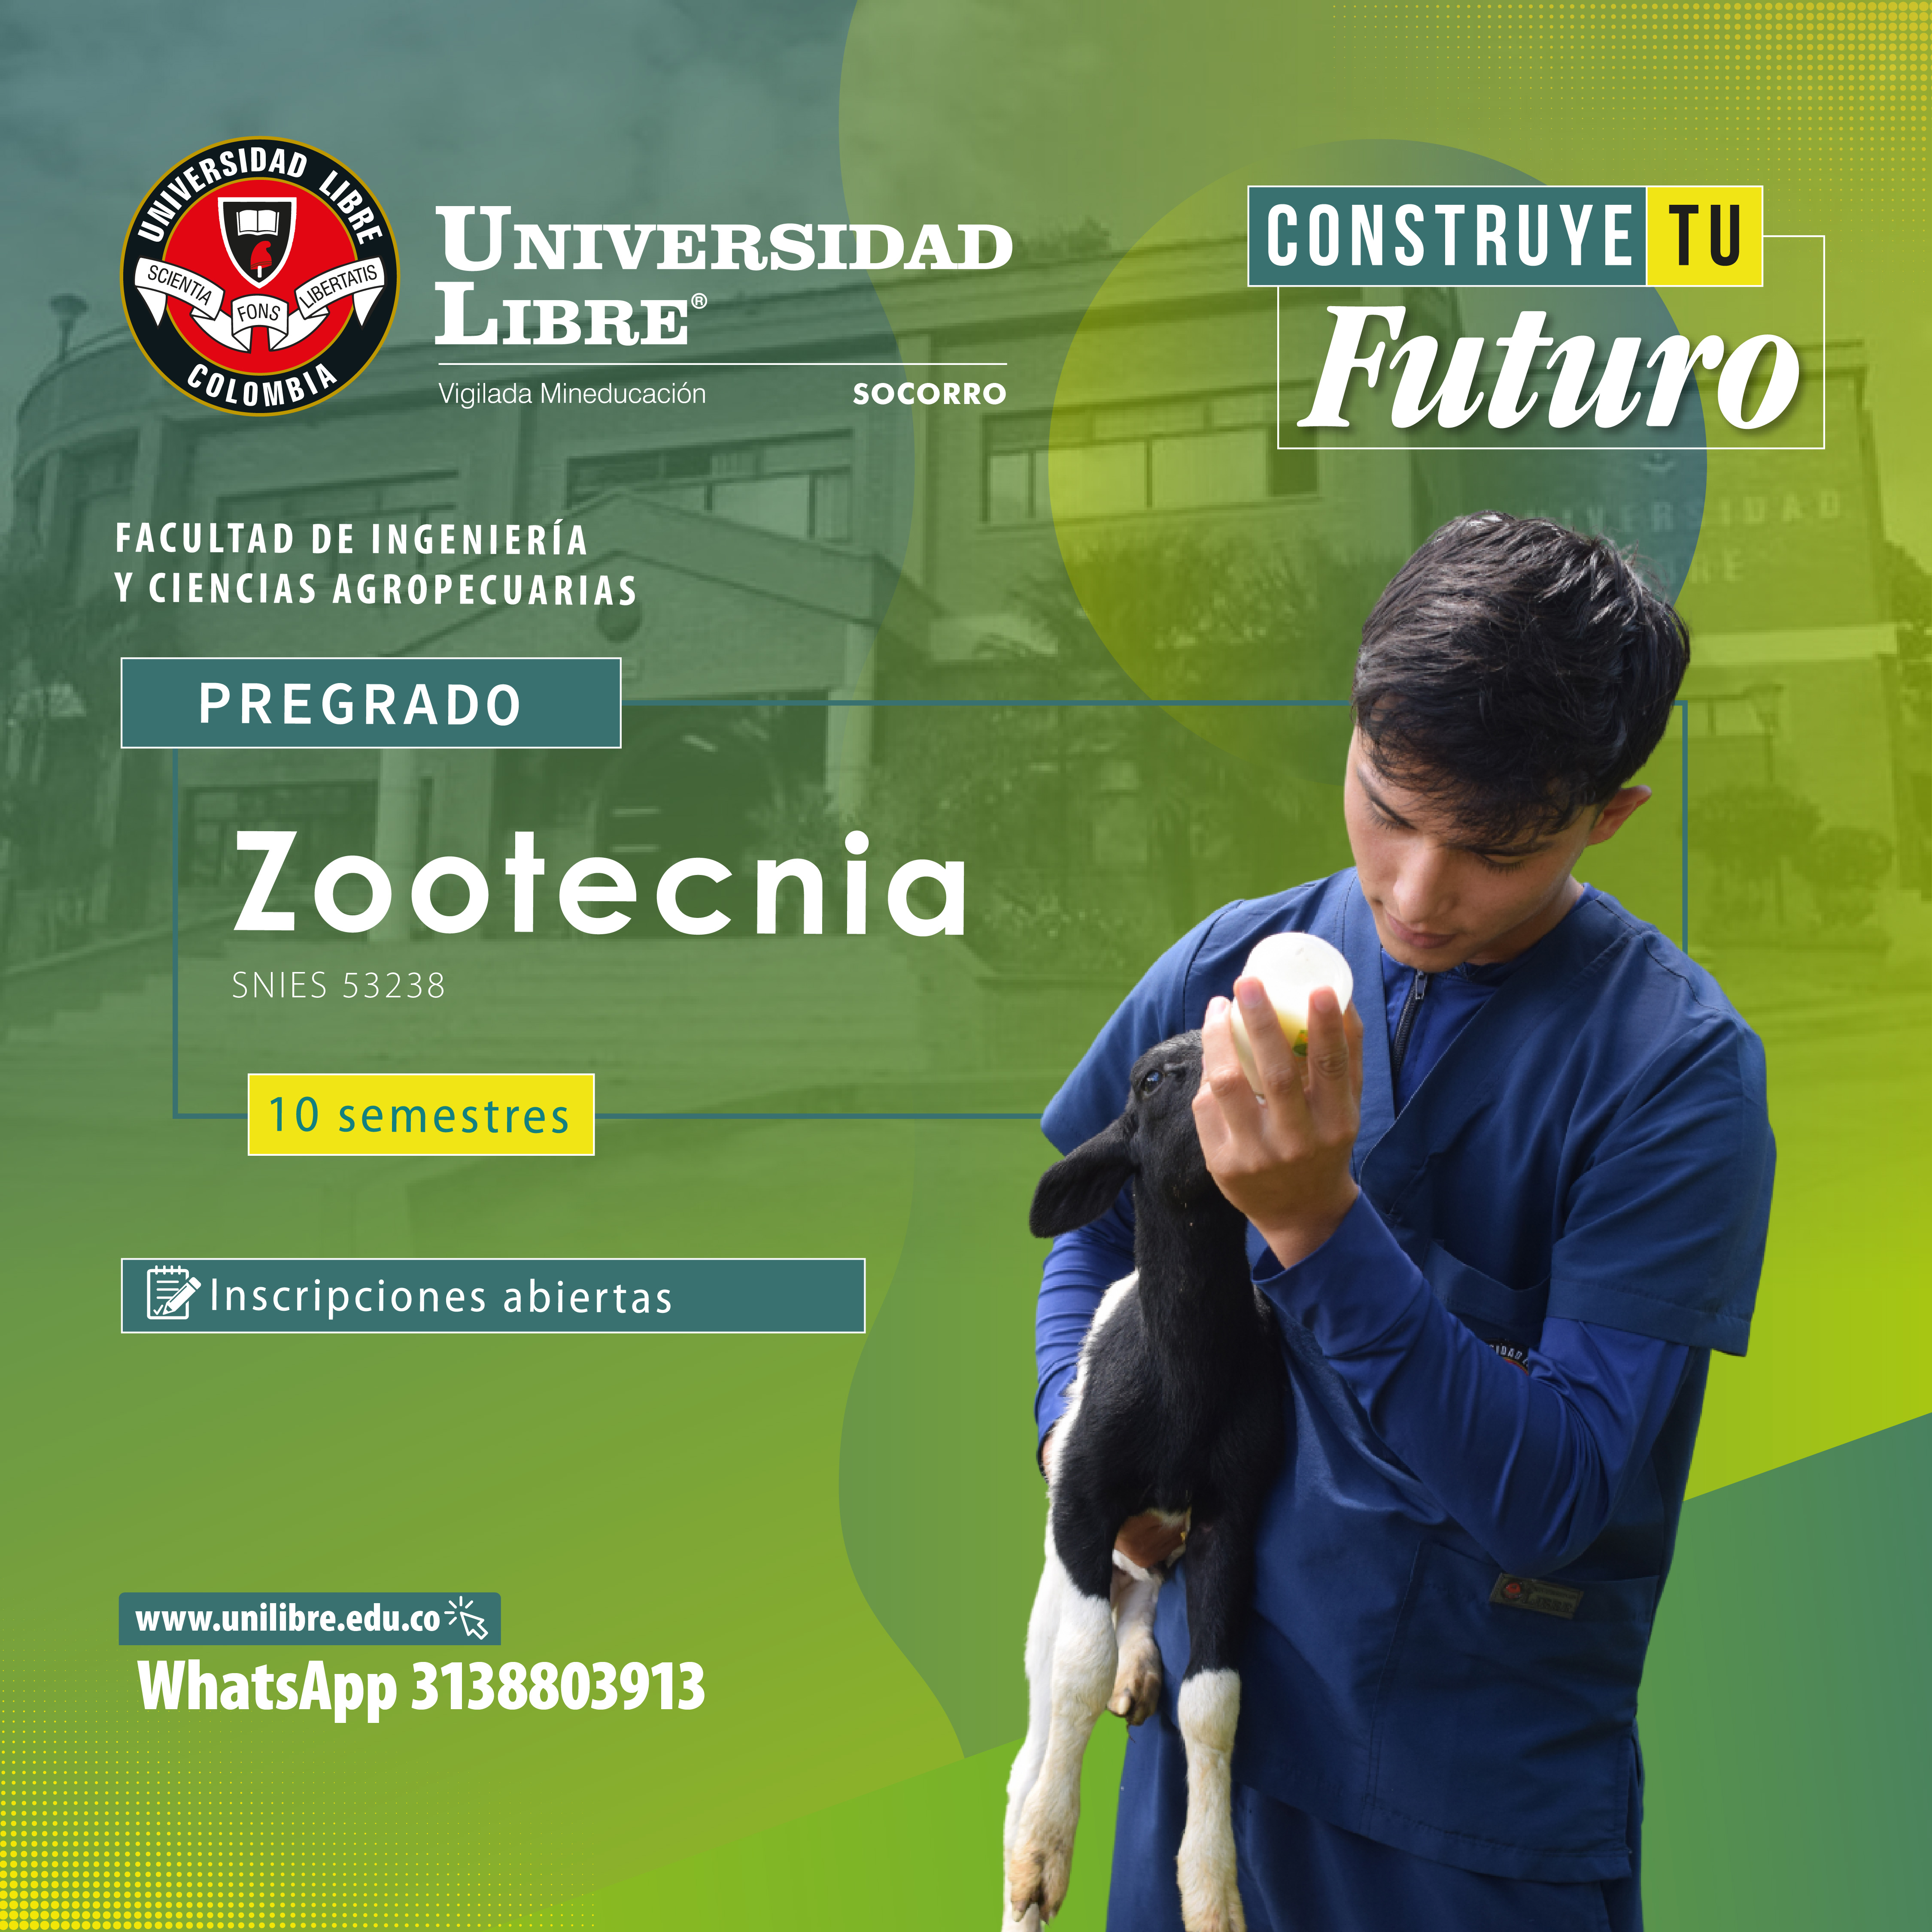 UNIVERSIDAD LIBRE
SCIENTIA
FONS
LIBERTATIS
COLOMBIA
UNIVERSIDAD
LIBRE®
Vigilada Mineducación
SOCORRO
CONSTRUYE TU
Futuro
UNIVERSIDAD
FACULTAD DE INGENIERÍA
Y CIENCIAS AGROPECUARIAS
PREGRADO
Zootecnia
SNIES 53238
10 semestres
Inscripciones abiertas
www.unilibre.edu.co
WhatsApp 3138803913